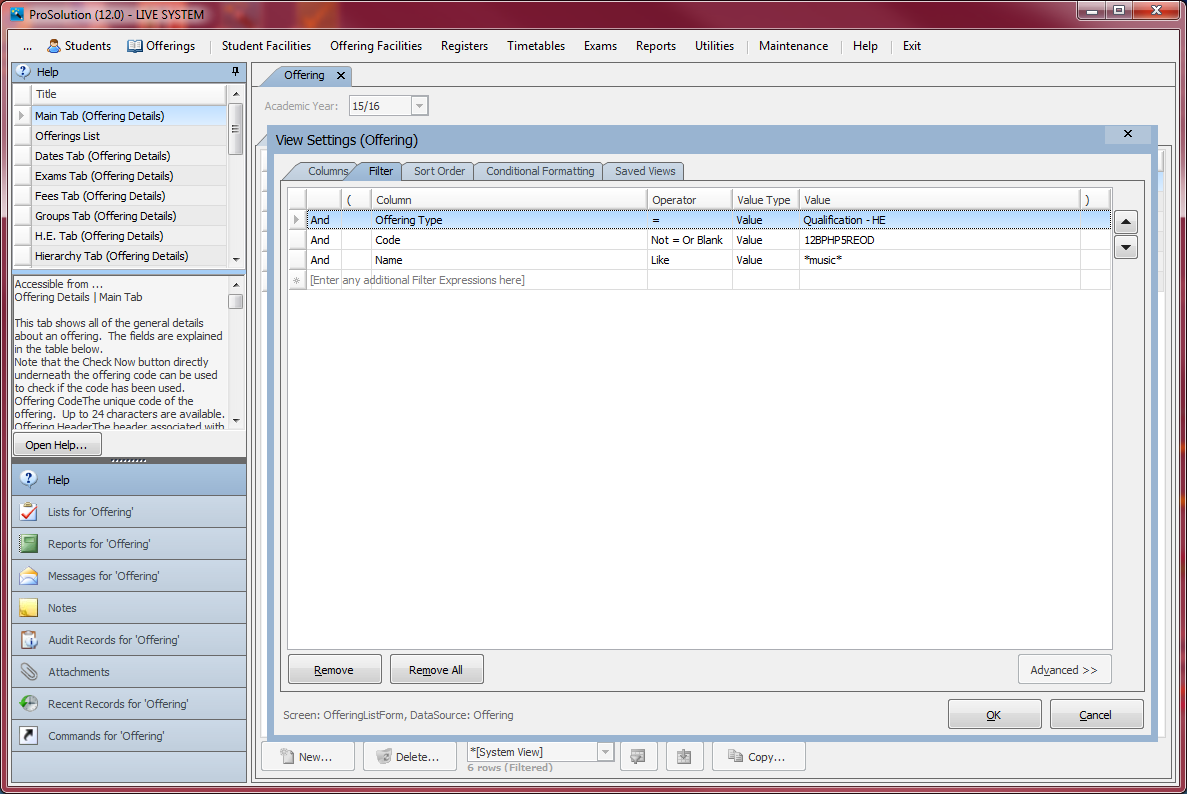 ProSolution (12.0) - LIVE SYSTEM
... Students Offerings Student Facilities Offering Facilities Registers Timetables Exams Reports Utilities Maintenance Help Exit
Help
Title
Main Tab (Offering Details)
Offerings List
Dates Tab (Offering Details)
Exams Tab (Offering Details)
Fees Tab (Offering Details)
Groups Tab (Offering Details)
H.E. Tab (Offering Details)
Hierarchy Tab (Offering Details)
Accessible from ...
Offering Details | Main Tab
This tab shows all of the general details
about an offering. The fields are explained
in the table below.
Note that the Check Now button directly
underneath the offering code can be used
to check if the code has been used.
Offering CodeThe unique code of the
offering. Up to 24 characters are available.
Offering HeaderThe header associated with
Open Help...
Help
Lists for 'Offering'
Reports for 'Offering'
Messages for 'Offering'
Notes
Audit Records for 'Offering'
Attachments
Recent Records for 'Offering'
Commands for 'Offering'
Offering
Academic Year: 15/16
View Settings (Offering)
Columns Filter Sort Order Conditional Formatting Saved Views
( Column Operator Value Type Value )
And Offering Type = Value Qualification - HE
And Code Not = Or Blank Value 12BPHP5REOD
And Name Like Value *music*
[Enter any additional Filter Expressions here]
Remove Remove All Advanced >>
Screen: OfferingListForm, DataSource: Offering
OK Cancel
New... Delete... *[System View] Copy...
6 rows (Filtered)